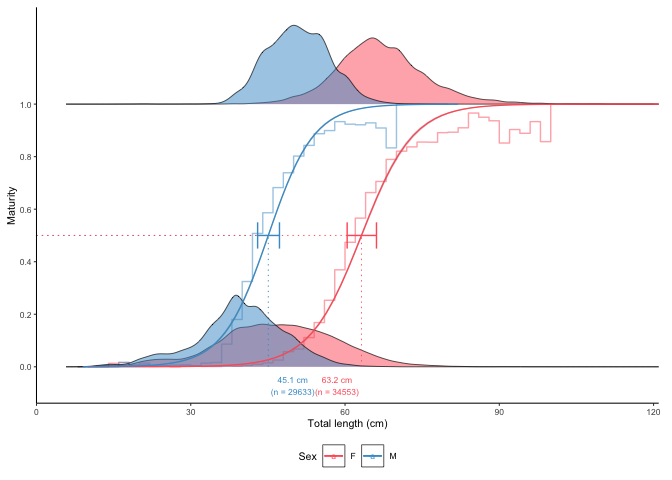 1.0
0.8
0.6
0.4
0.2
0.0
Maturity
45.1 cm 63.2 cm
(n = 29633)(n = 34553)
0 30 60 90 120
Total length (cm)
Sex a F a M